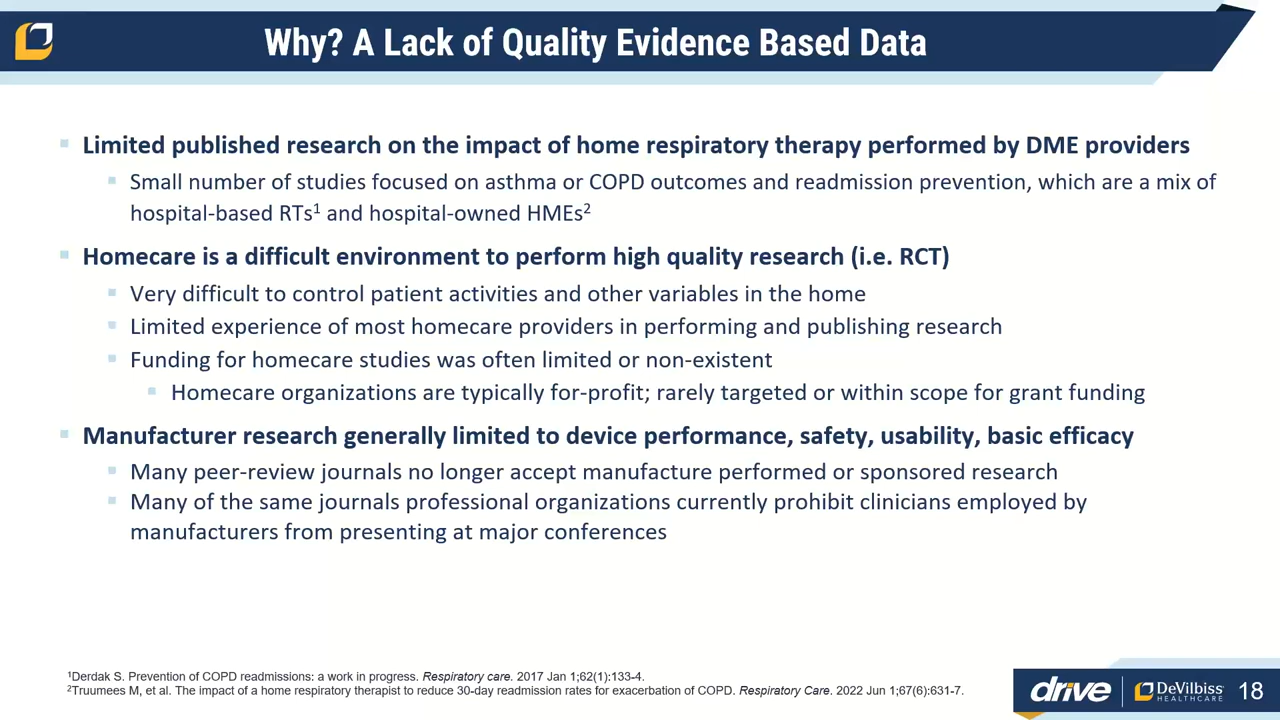 Why? A Lack of Quality Evidence Based Data
Limited published research on the impact of home respiratory therapy performed by DME providers
Small number of studies focused on asthma or COPD outcomes and readmission prevention, which are a mix of
hospital-based RTs1 and hospital-owned HMEs2
Homecare is a difficult environment to perform high quality research (i.e. RCT)
Very difficult to control patient activities and other variables in the home
Limited experience of most homecare providers in performing and publishing research
Funding for homecare studies was often limited or non-existent
Homecare organizations are typically for-profit; rarely targeted or within scope for grant funding
Manufacturer research generally limited to device performance, safety, usability, basic efficacy
Many peer-review journals no longer accept manufacture performed or sponsored research
Many of the same journals professional organizations currently prohibit clinicians employed by
manufacturers from presenting at major conferences
1Derdak S. Prevention of COPD readmissions: a work in progress. Respiratory care. 2017 Jan 1;62(1):133-4.
2Truumees M, et al. The impact of a home respiratory therapist to reduce 30-day readmission rates for exacerbation of COPD. Respiratory Care. 2022 Jun 1;67(6):631-7.
drive
DeVilbiss
HEALTHCARE
18